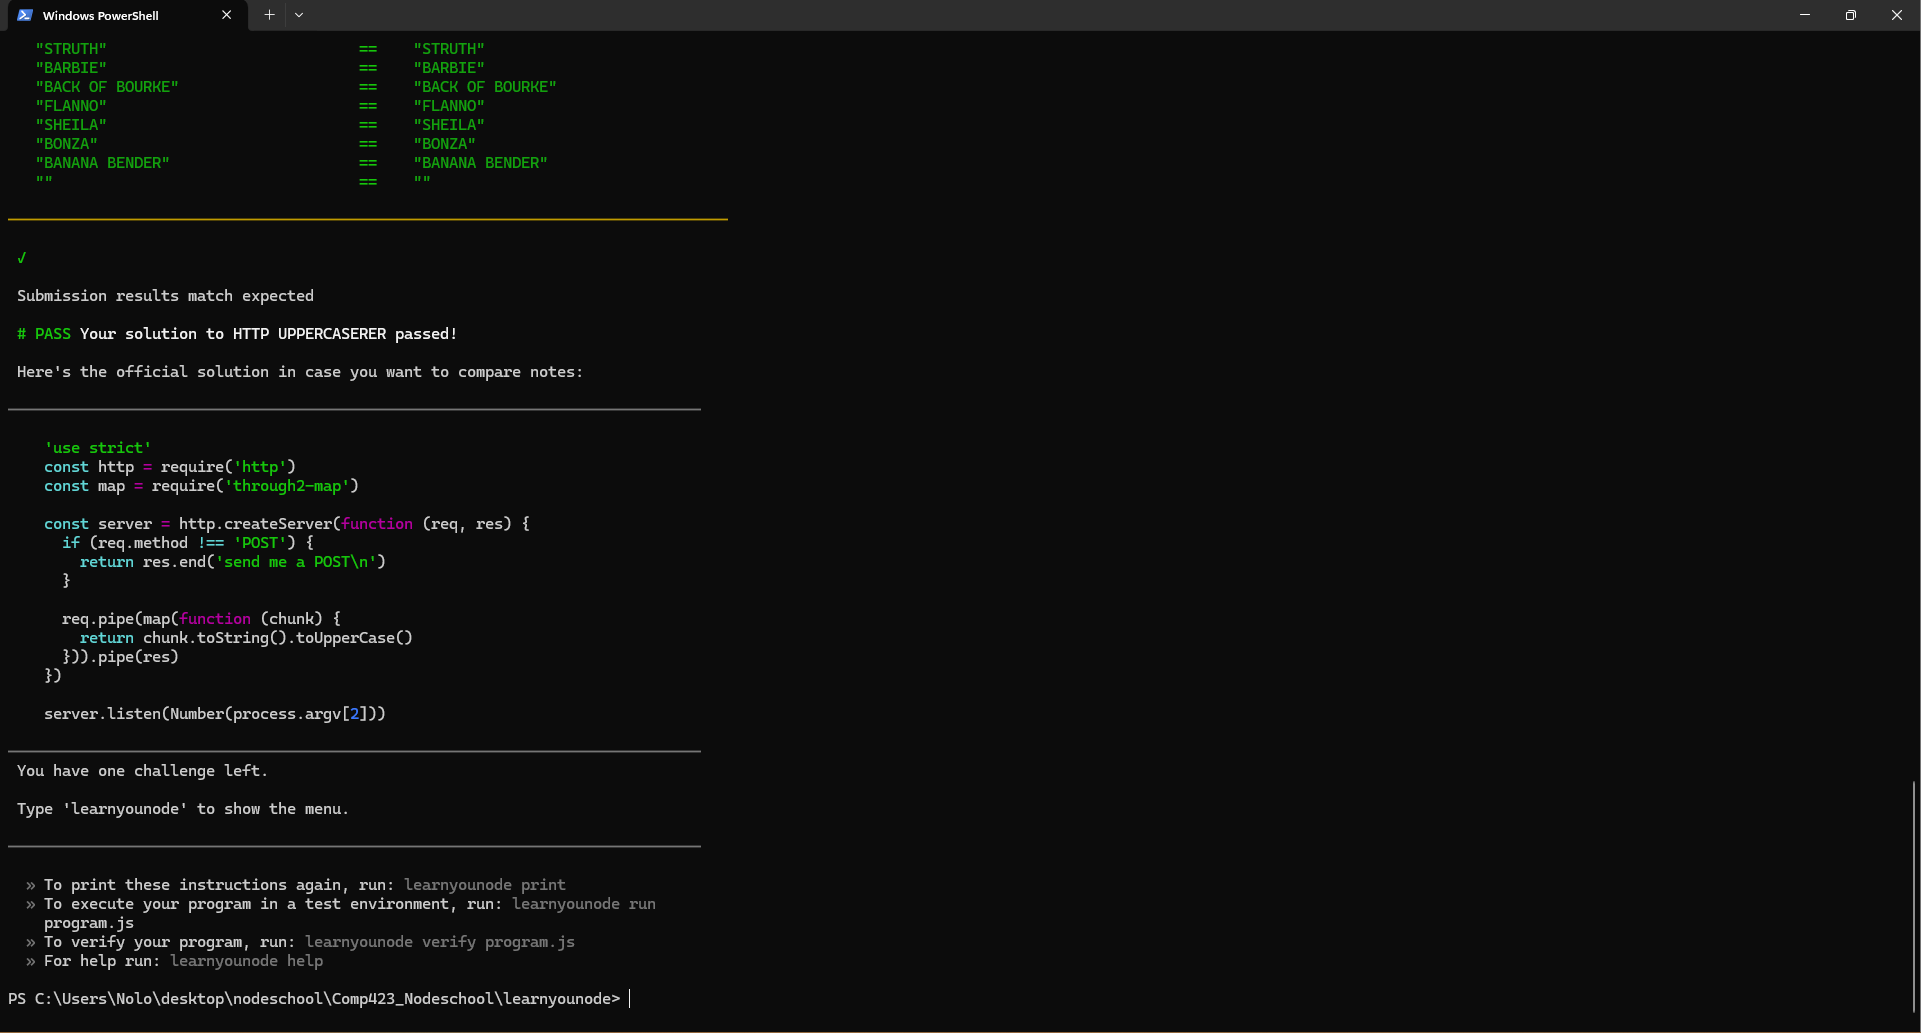 Windows PowerShell
"STRUTH" == "STRUTH"
"BARBIE" == "BARBIE"
"BACK OF BOURKE" == "BACK OF BOURKE"
"FLANNO" == "FLANNO"
"SHEILA" == "SHEILA"
"BONZA" == "BONZA"
"BANANA BENDER" == "BANANA BENDER"
"" == ""
√
Submission results match expected
# PASS Your solution to HTTP UPPERCASERER passed!
Here's the official solution in case you want to compare notes:
'use strict'
const http = require('http')
const map = require('through2-map')
const server = http.createServer(function (req, res) {
if (req.method !== 'POST') {
return res.end('send me a POST\n')
}
req.pipe(map(function (chunk) {
return chunk.toString().toUpperCase()
})).pipe(res)
})
server.listen(Number(process.argv[2]))
You have one challenge left.
Type 'learnyounode' to show the menu.
» To print these instructions again, run: learnyounode print
» To execute your program in a test environment, run: learnyounode run
program.js
» To verify your program, run: learnyounode verify program.js
» For help run: learnyounode help
PS C:\Users\Nolo\desktop\nodeschool\Comp423_Nodeschool\learnyounode>